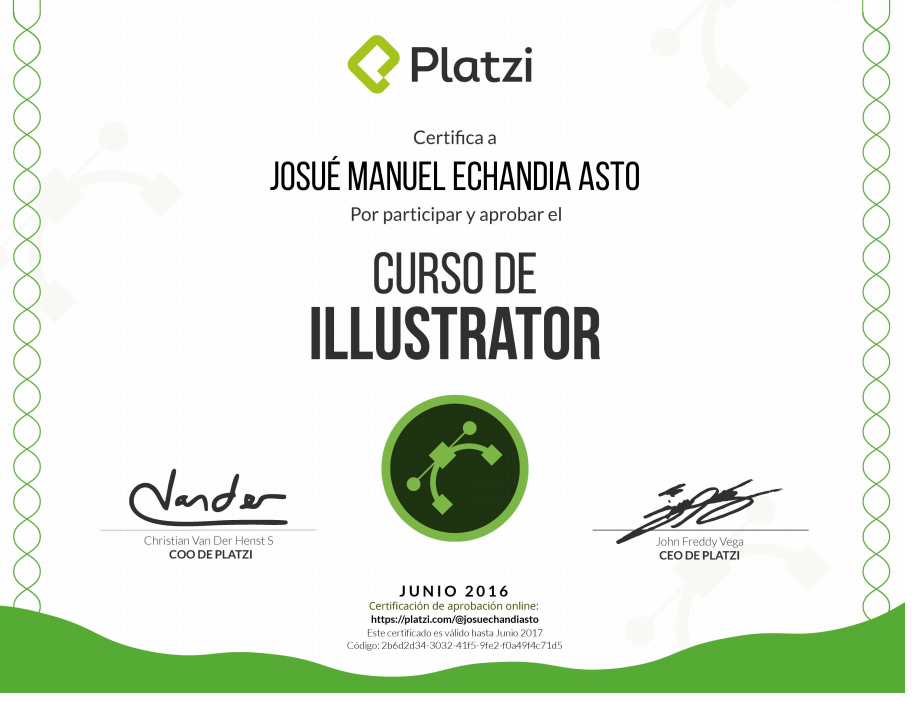 Platzi
Certifica a
JOSUÉ MANUEL ECHANDIA ASTO
Por participar y aprobar el
CURSO DE
ILLUSTRATOR
Vander
Christian Van Der Henst S
COO DE PLATZI
John Freddy Vega
CEO DE PLATZI
JUNIO 2016
Certificación de aprobación online:
https://platzi.com/@josuechandiasto
Este certificado es válido hasta Junio 2017
Código: 2b6d2d34-3032-41f5-9fe2-f0a49f4c71d5